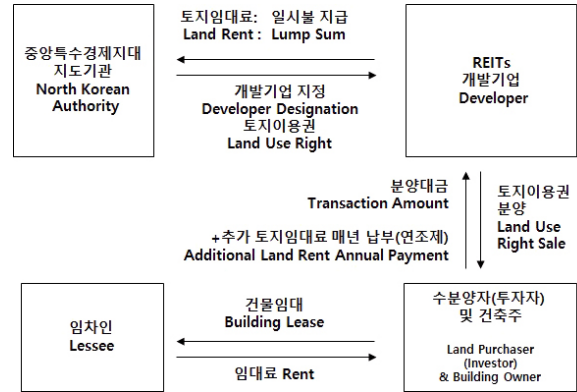 토지임대료: 일시불 지급
Land Rent : Lump Sum
중앙특수경제지대
지도기관
North Korean
Authority
REITs
개발기업
Developer
개발기업 지정
Developer Designation
토지이용권
Land Use Right
분양대금
Transaction Amount
토지이용권
분양
Land Use
Right Sale
+추가 토지임대료 매년 납부(연조제)
Additional Land Rent Annual Payment
임차인
Lessee
건물임대
Building Lease
임대료 Rent
수분양자(투자자)
및 건축주
Land Purchaser
(Investor)
& Building Owner